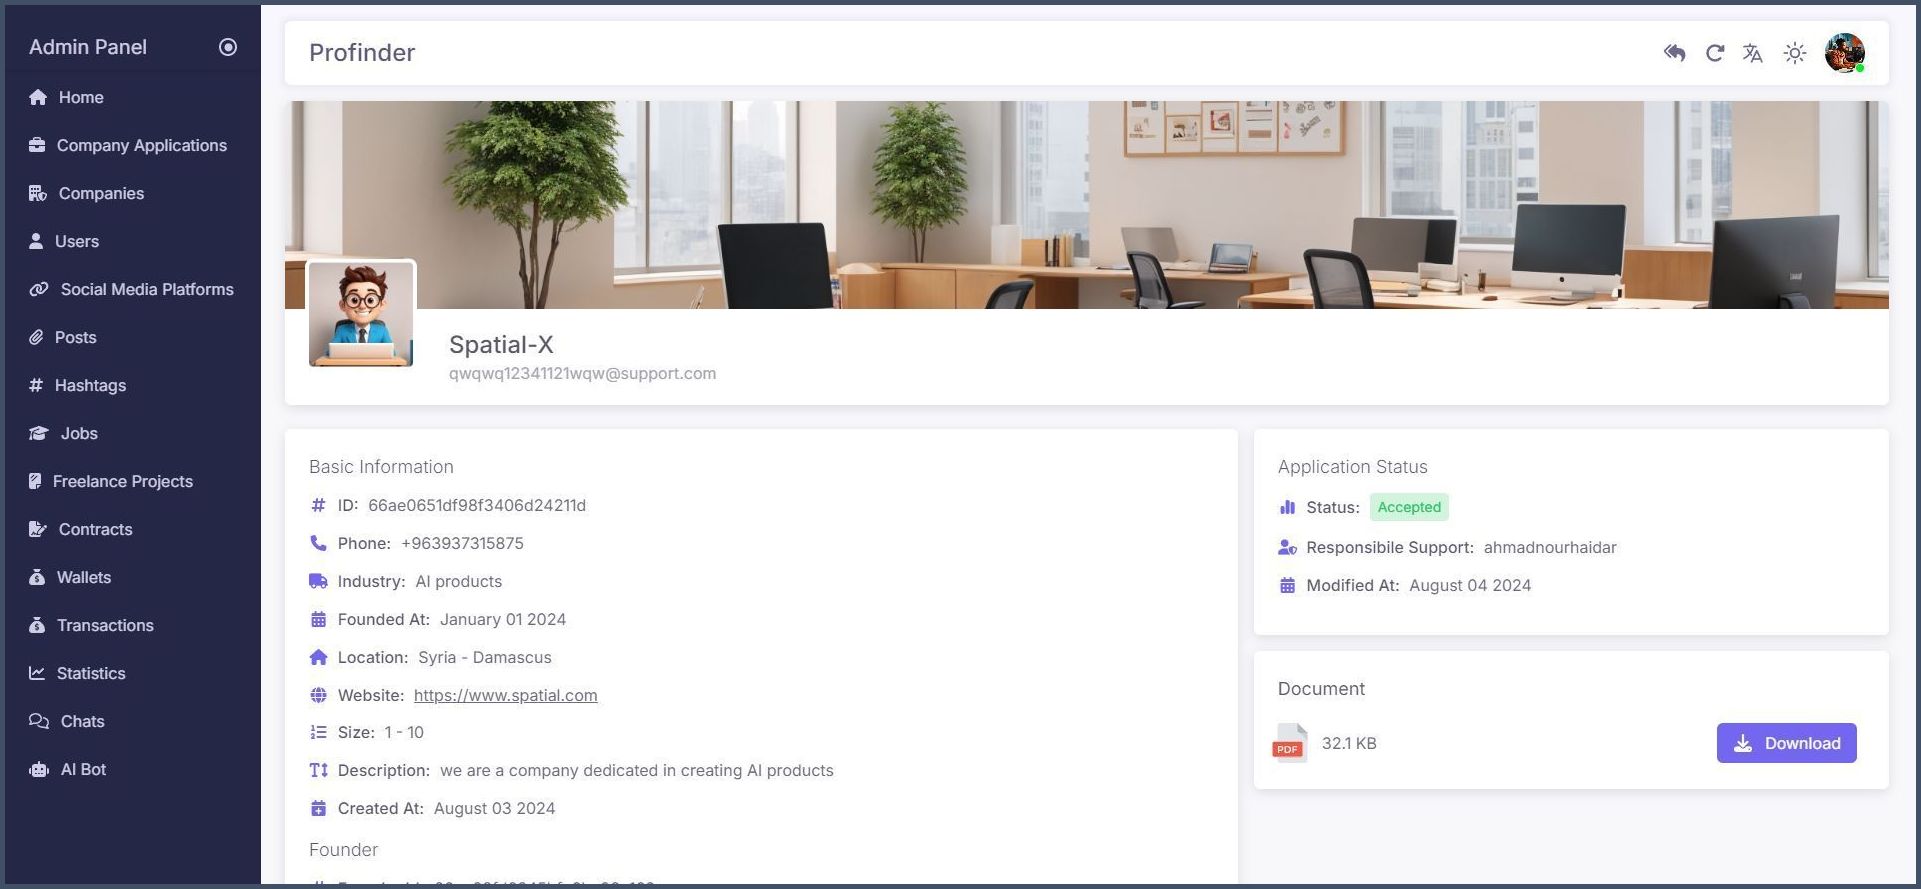 Admin Panel
Home
Company Applications
Companies
Users
Social Media Platforms
Posts
Hashtags
Jobs
Freelance Projects
Contracts
Wallets
Transactions
Statistics
Chats
AI Bot
Profinder
Spatial-X
qwqwq12341121wqw@support.com
Basic Information
ID: 66ae0651df98f3406d24211d
Phone: +963937315875
Industry: AI products
Founded At: January 01 2024
Location: Syria - Damascus
Website: https://www.spatial.com
Size: 1 - 10
Description: we are a company dedicated in creating AI products
Created At: August 03 2024
Founder
Application Status
Status: Accepted
Responsibile Support: ahmadnourhaidar
Modified At: August 04 2024
Document
PDF
32.1 KB
Download